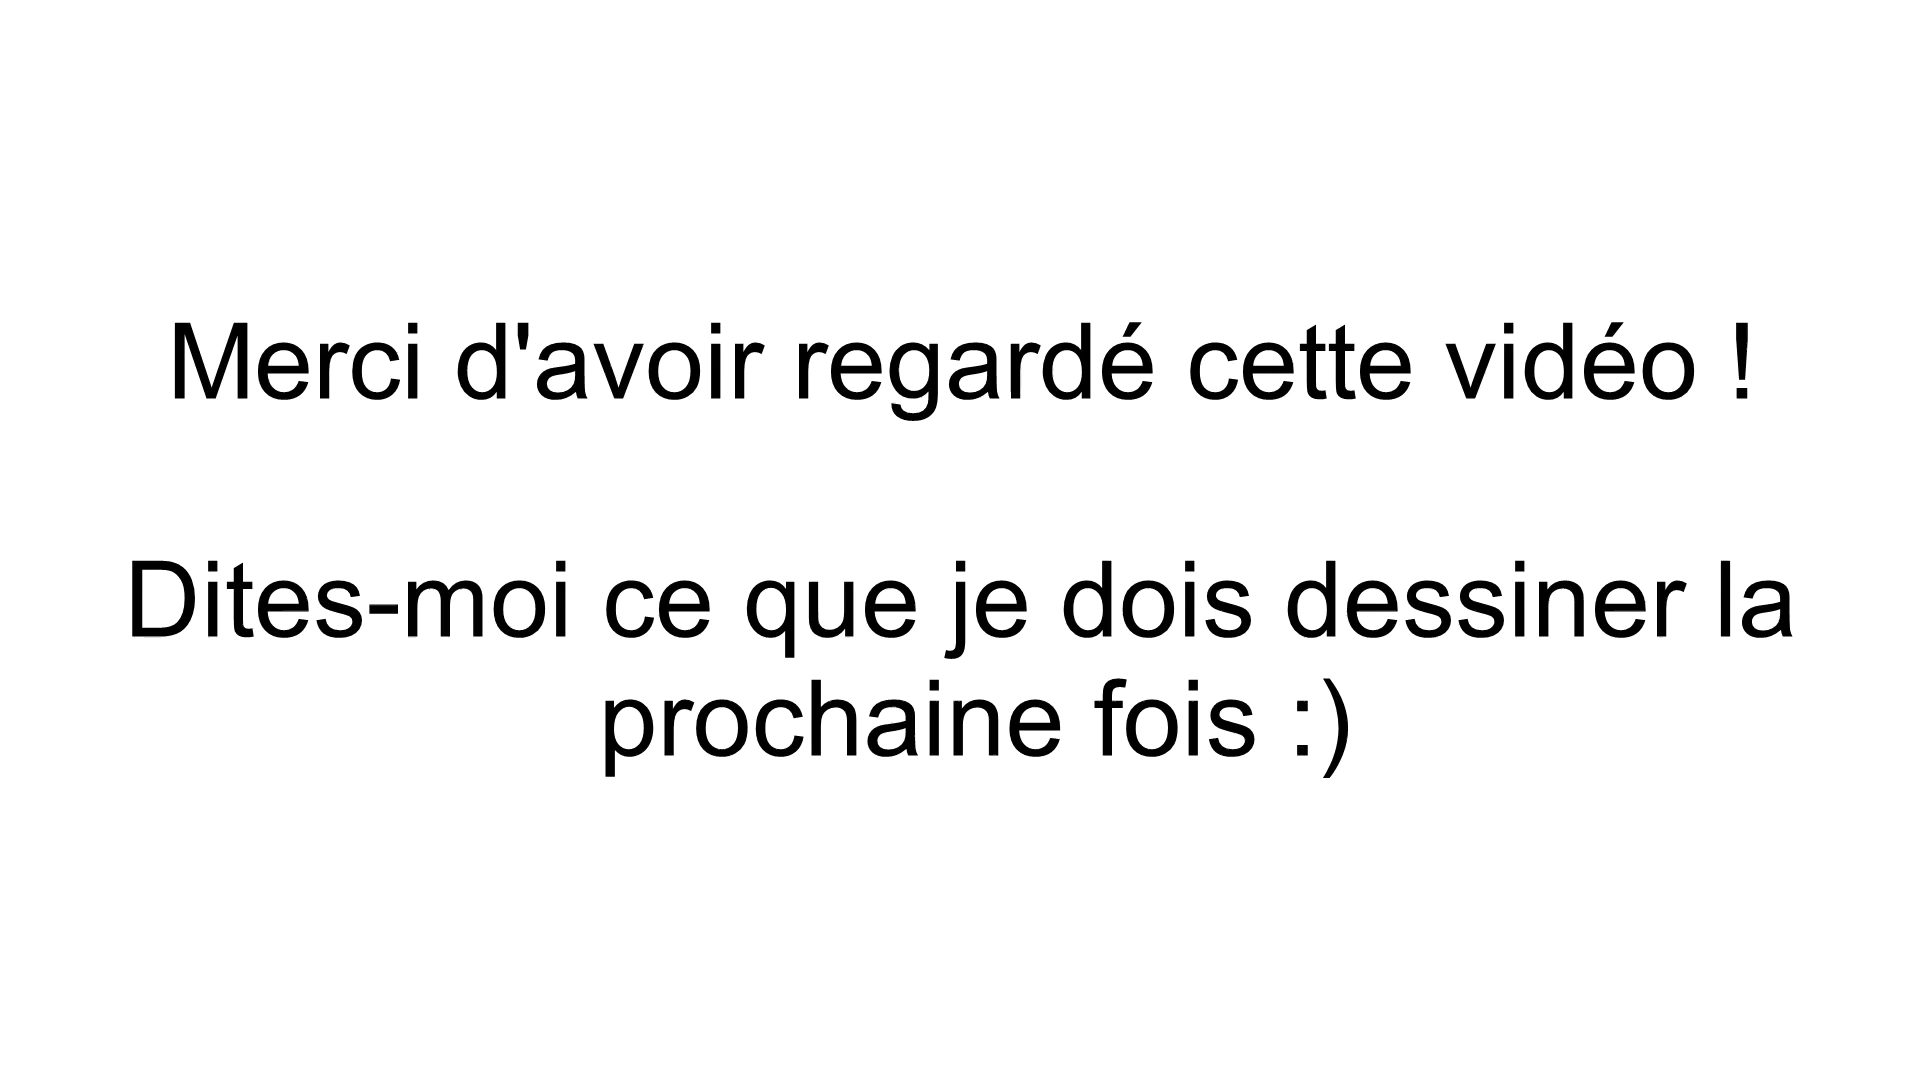 Merci d'avoir regardé cette vidéo !
Dites-moi ce que je dois dessiner la
prochaine fois :)